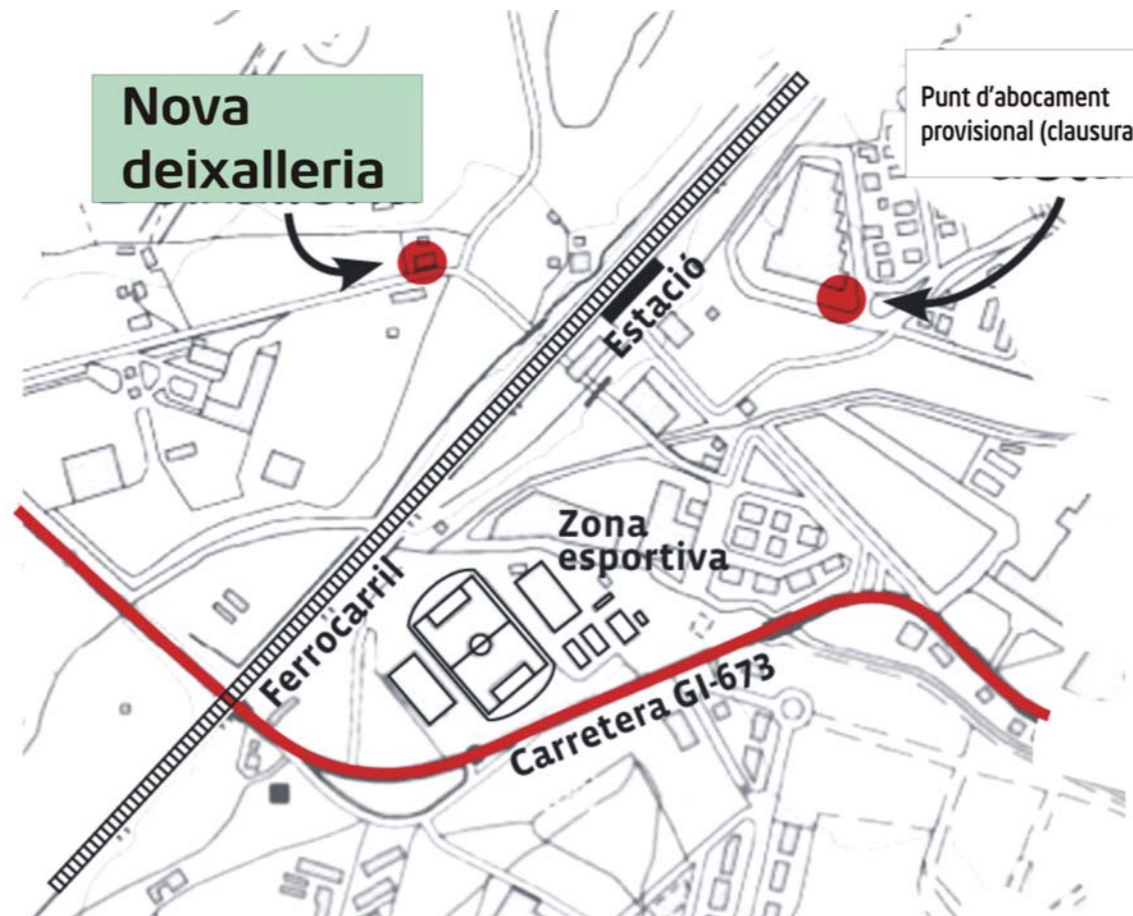 Nova
deixalleria
Punt d'abocament
provisional (clausura
Estació
Zona
esportiva
Ferrocarril
Carretera GI-673